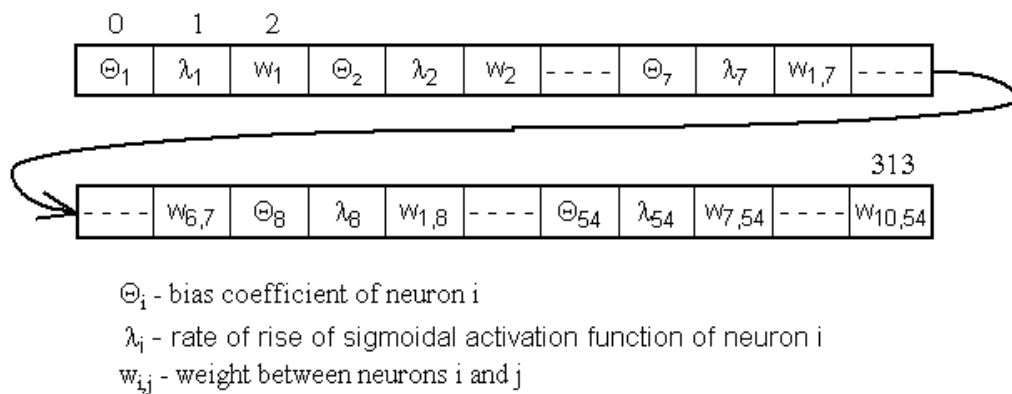 0 1 2
Θ₁ λ₁ w₁ Θ₂ λ₂ w₂ ---- Θ₇ λ₇ w₁,₇ ----
313
---- w₆,₇ Θ₈ λ₈ w₁,₈ ---- Θ₅₄ λ₅₄ w₇,₅₄ ---- w₁₀,₅₄
Θᵢ - bias coefficient of neuron i
λᵢ - rate of rise of sigmoidal activation function of neuron i
wᵢ,ⱼ - weight between neurons i and j